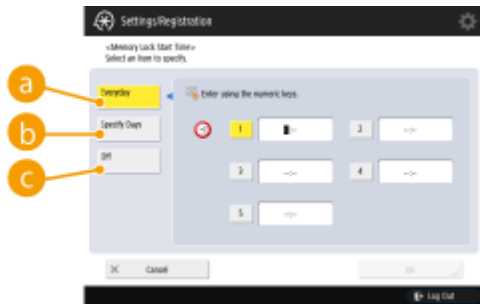 Settings/Registration
<Memory Lock Start Time>
Select an item to specify.
a
Everyday
Enter using the numeric keys.
b
Specify Days
1
--:--
2
--:--
c
Off
3
--:--
4
--:--
5
--:--
Cancel
OK
Log Out